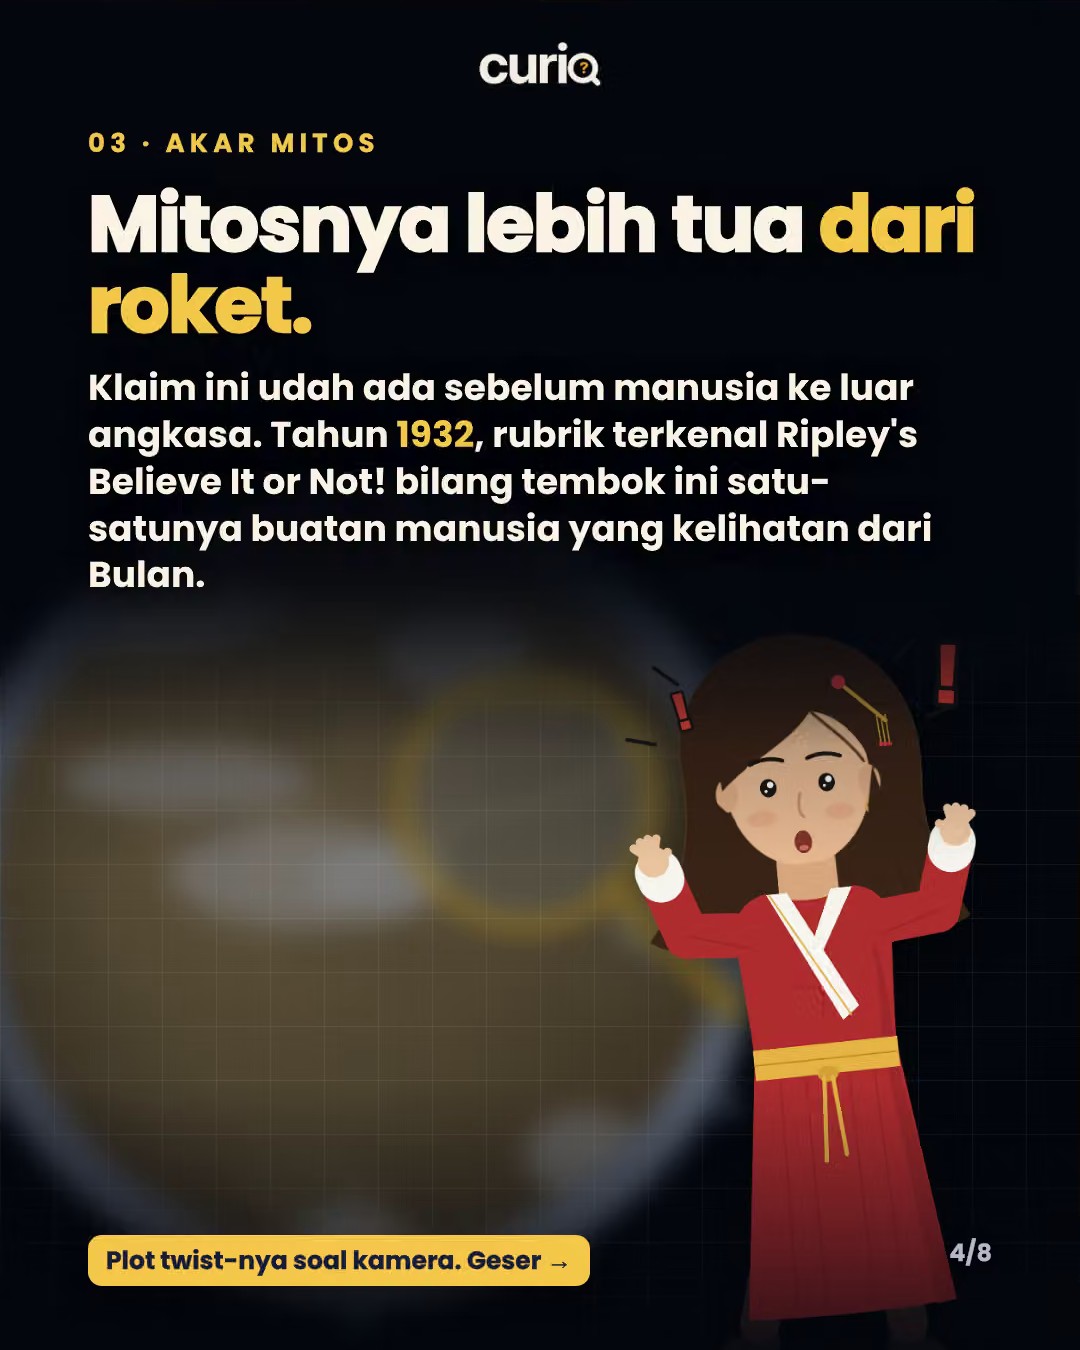 curiQ
03 · AKAR MITOS
Mitosnya lebih tua dari
roket.
Klaim ini udah ada sebelum manusia ke luar
angkasa. Tahun 1932, rubrik terkenal Ripley's
Believe It or Not! bilang tembok ini satu-
satunya buatan manusia yang kelihatan dari
Bulan.
Plot twist-nya soal kamera. Geser →
4/8